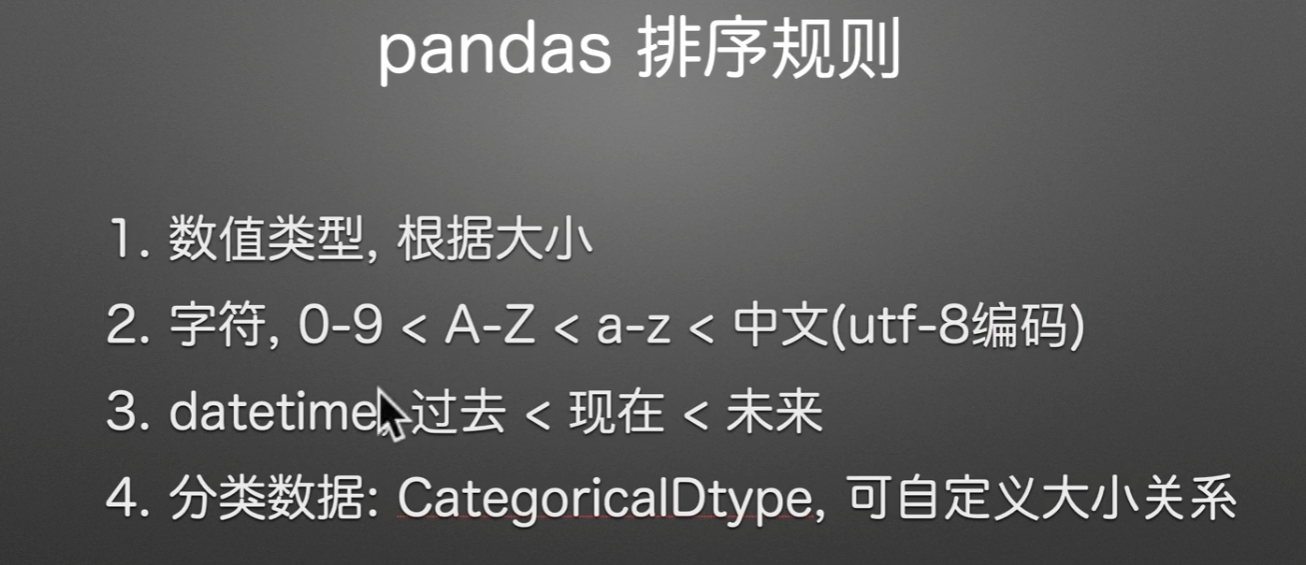 pandas 排序规则
1. 数值类型, 根据大小
2. 字符, 0-9 < A-Z < a-z < 中文(utf-8编码)
3. datetime, 过去 < 现在 < 未来
4. 分类数据: CategoricalDtype, 可自定义大小关系